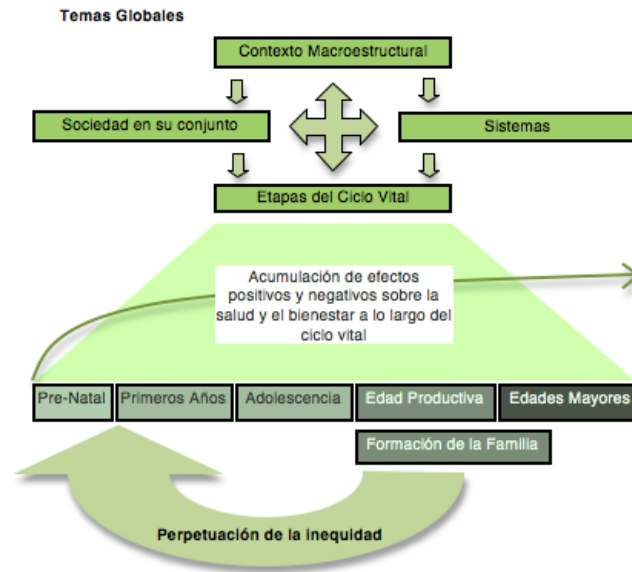 Temas Globales
Contexto Macroestructural
Sociedad en su conjunto
Sistemas
Etapas del Ciclo Vital
Acumulación de efectos
positivos y negativos sobre la
salud y el bienestar a lo largo del
ciclo vital
Pre-Natal
Primeros Años
Adolescencia
Edad Productiva
Edades Mayores
Formación de la Familia
Perpetuación de la inequidad